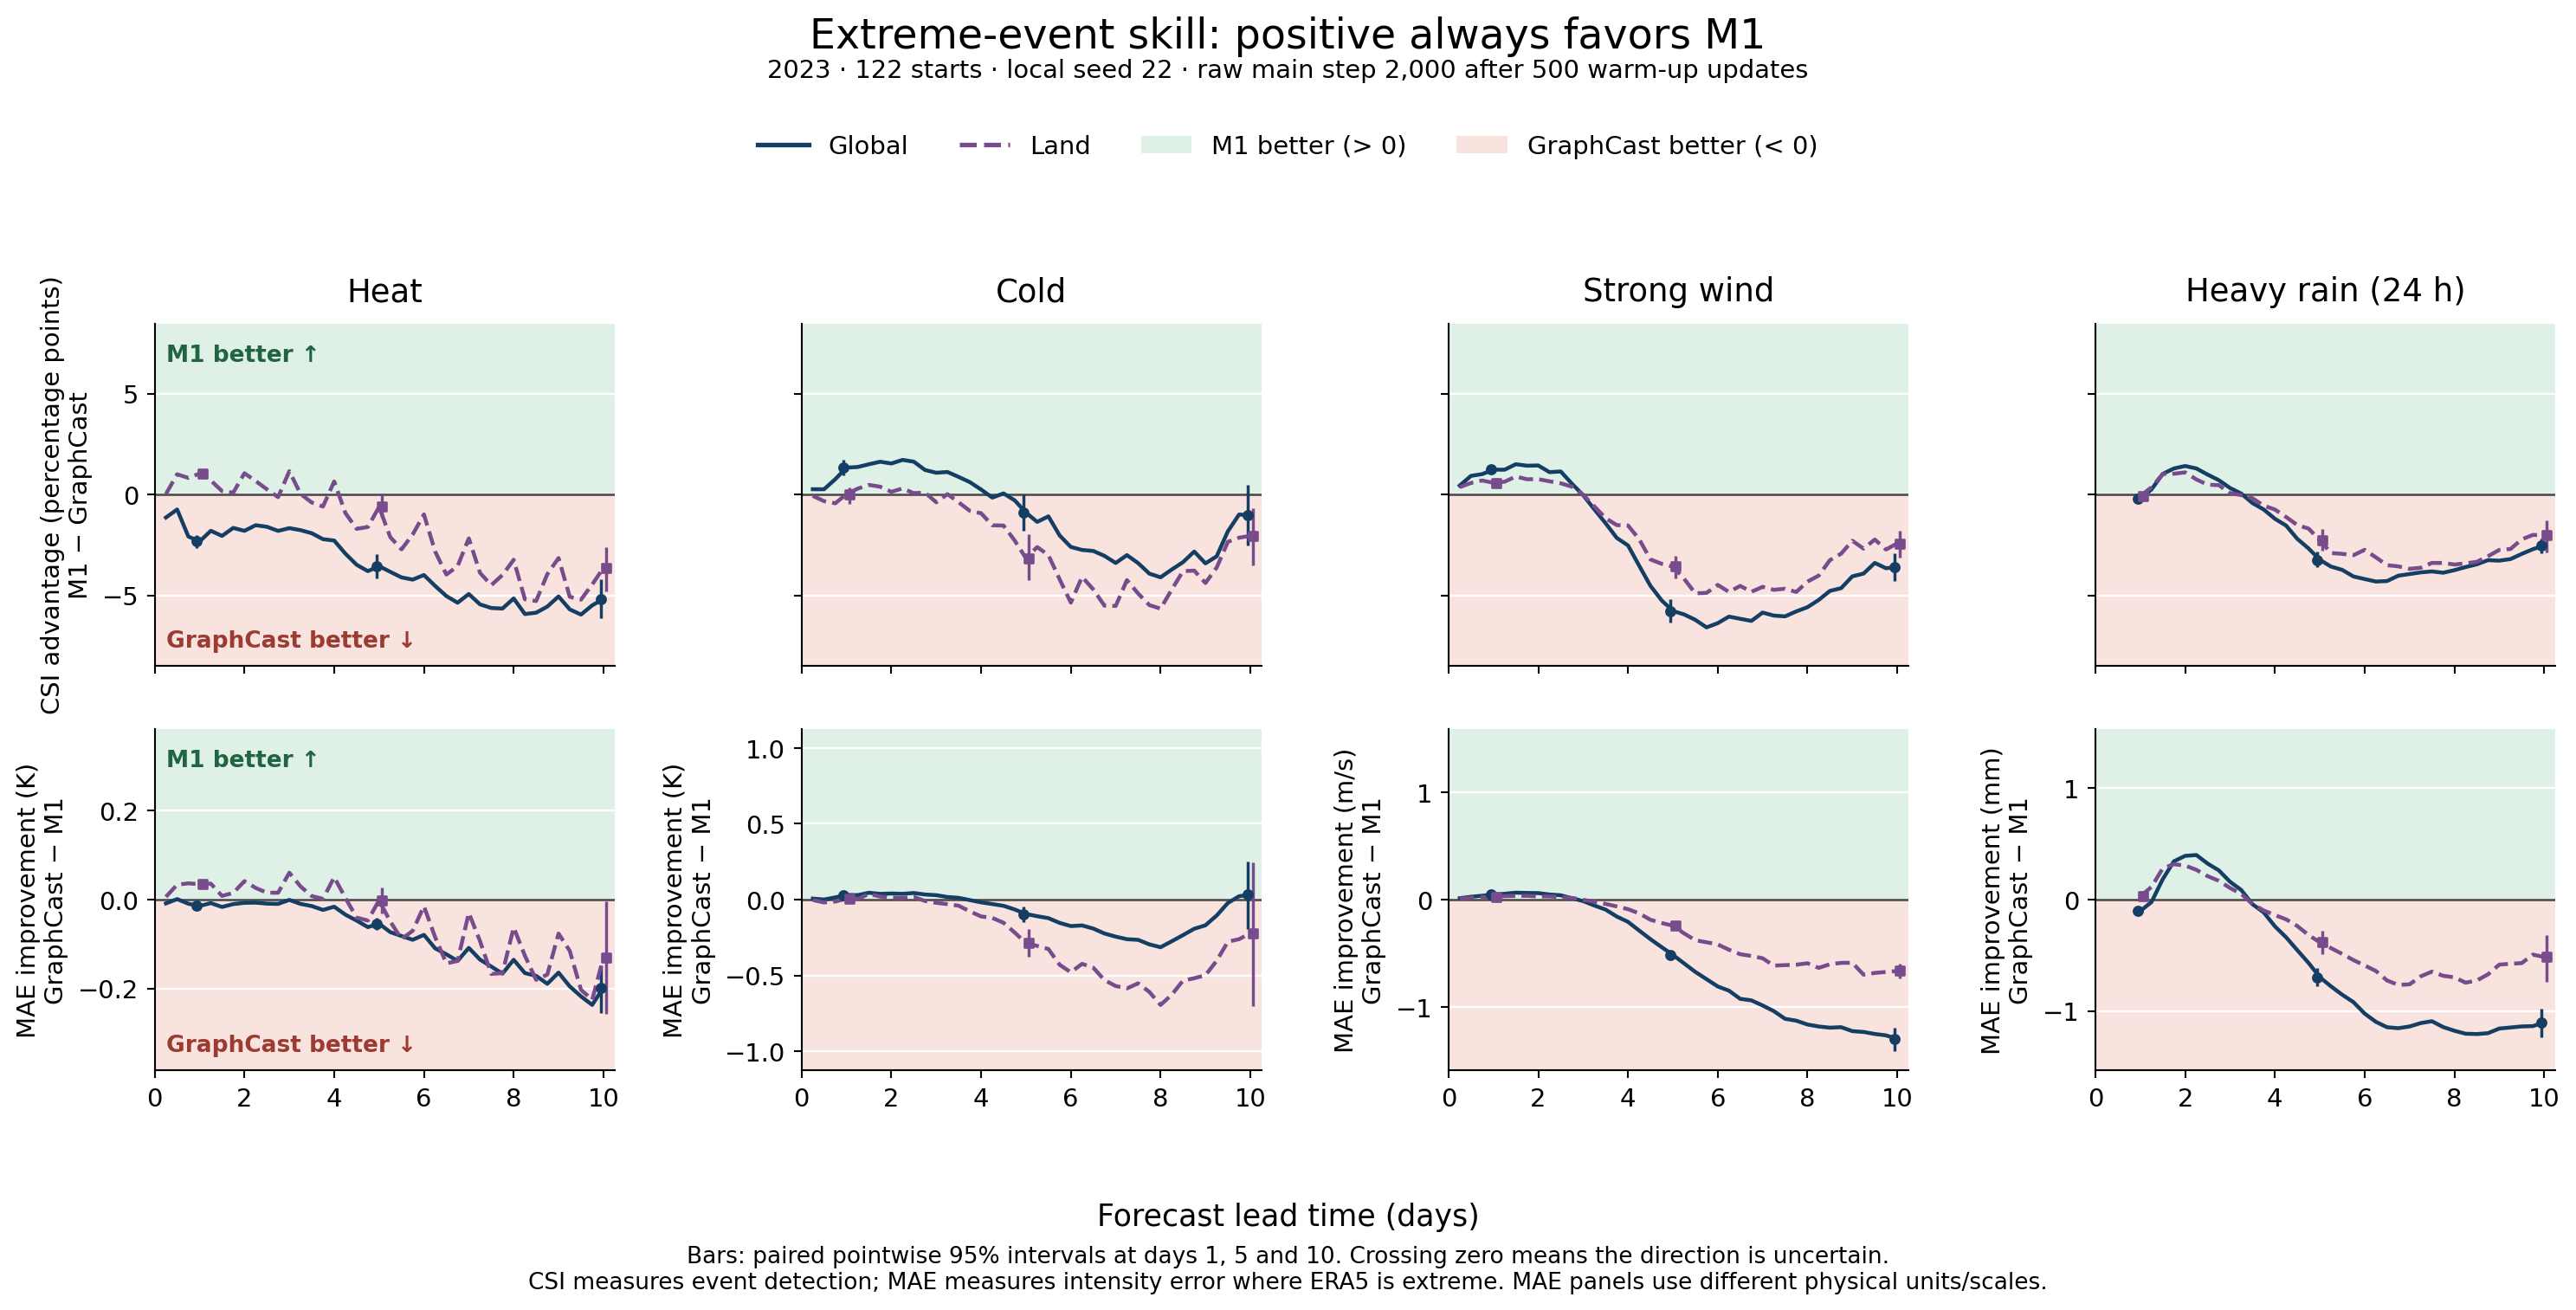 Extreme-event skill: positive always favors M1
2023 · 122 starts · local seed 22 · raw main step 2,000 after 500 warm-up updates
Global
Land
M1 better (> 0)
GraphCast better (< 0)
Heat
Cold
Strong wind
Heavy rain (24 h)
CSI advantage (percentage points)
M1 − GraphCast
5
0
−5
M1 better ↑
GraphCast better ↓
MAE improvement (K)
GraphCast − M1
0.2
0.0
−0.2
M1 better ↑
GraphCast better ↓
0 2 4 6 8 10
MAE improvement (K)
GraphCast − M1
1.0
0.5
0.0
−0.5
−1.0
0 2 4 6 8 10
MAE improvement (m/s)
GraphCast − M1
1
0
−1
0 2 4 6 8 10
MAE improvement (mm)
GraphCast − M1
1
0
−1
0 2 4 6 8 10
Forecast lead time (days)
Bars: paired pointwise 95% intervals at days 1, 5 and 10. Crossing zero means the direction is uncertain.
CSI measures event detection; MAE measures intensity error where ERA5 is extreme. MAE panels use different physical units/scales.